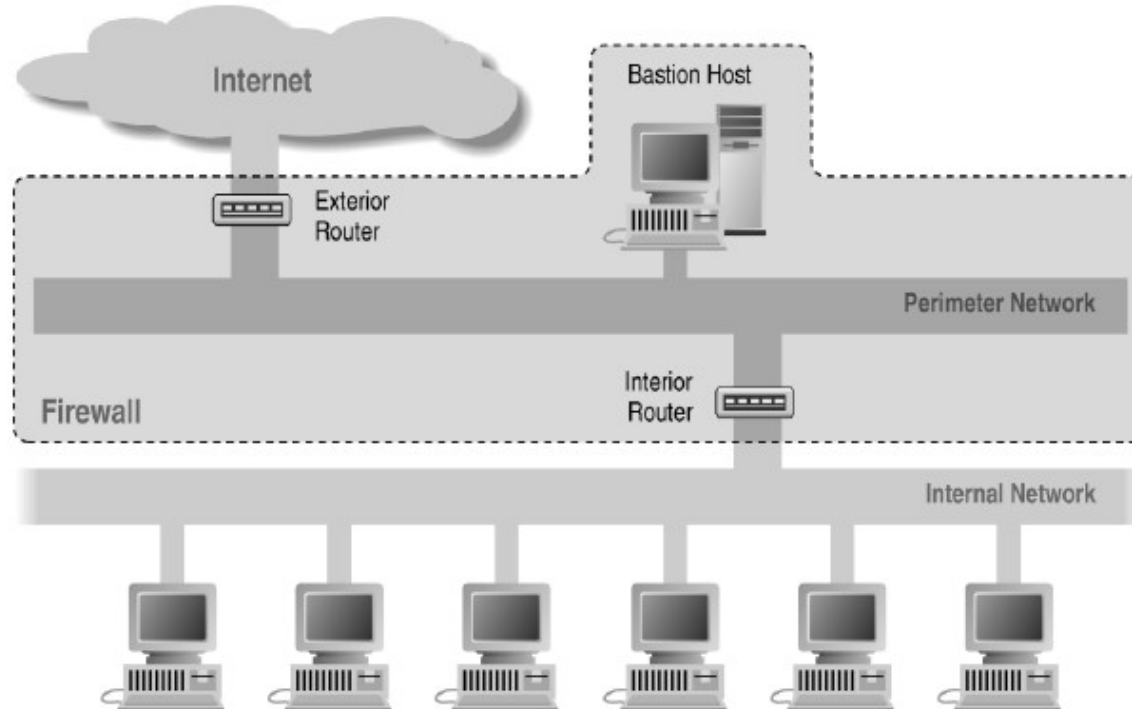 Internet
Bastion Host
Exterior
Router
Perimeter Network
Interior
Router
Firewall
Internal Network